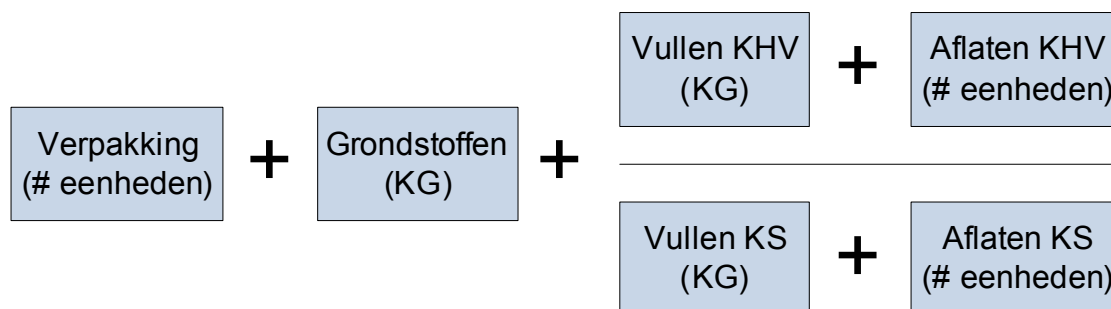 Verpakking
(# eenheden)
+
Grondstoffen
(KG)
+
Vullen KHV
(KG)
+
Aflaten KHV
(# eenheden)
Vullen KS
(KG)
+
Aflaten KS
(# eenheden)